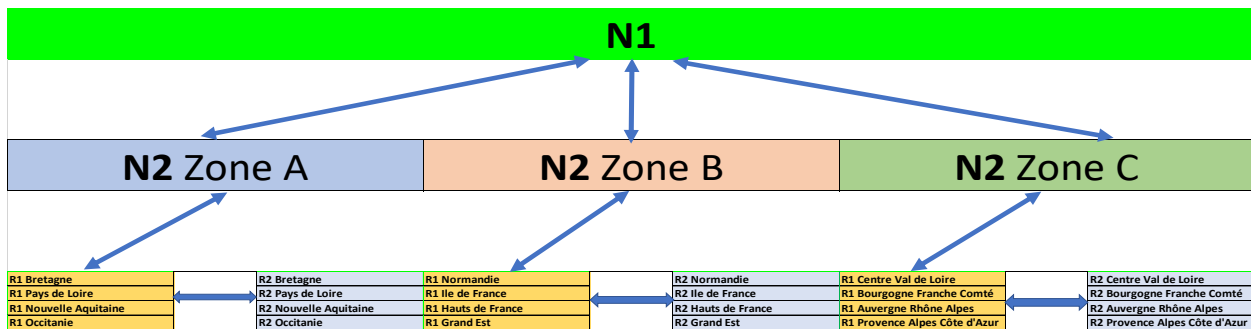 N1
N2 Zone A
N2 Zone B
N2 Zone C
R1 Bretagne
R1 Pays de Loire
R1 Nouvelle Aquitaine
R1 Occitanie
R2 Bretagne
R2 Pays de Loire
R2 Nouvelle Aquitaine
R2 Occitanie
R1 Normandie
R1 Ile de France
R1 Hauts de France
R1 Grand Est
R2 Normandie
R2 Ile de France
R2 Hauts de France
R2 Grand Est
R1 Centre Val de Loire
R1 Bourgogne Franche Comté
R1 Auvergne Rhône Alpes
R1 Provence Alpes Côte d'Azur
R2 Centre Val de Loire
R2 Bourgogne Franche Comté
R2 Auvergne Rhône Alpes
R2 Provence Alpes Côte d'Azur